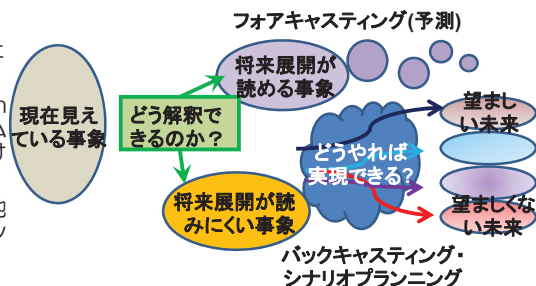 フォアキャスティング(予測)
現在見え
ている事象
どう解釈で
きるのか？
将来展開が
読める事象
将来展開が読
みにくい事象
どうやれば
実現できる?
望まし
い未来
望ましくな
い未来
バックキャスティング・
シナリオプランニング